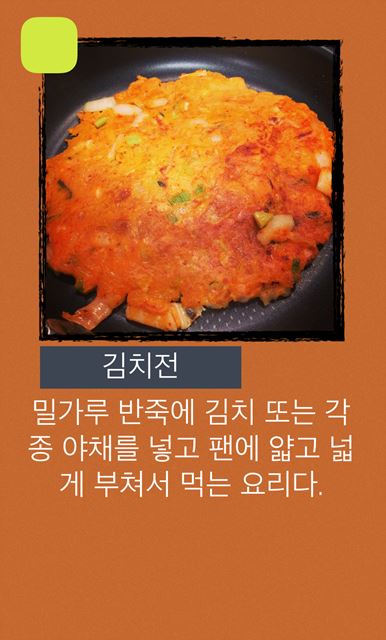 김치전
밀가루 반죽에 김치 또는 각
종 야채를 넣고 팬에 얇고 넓
게 부쳐서 먹는 요리다.